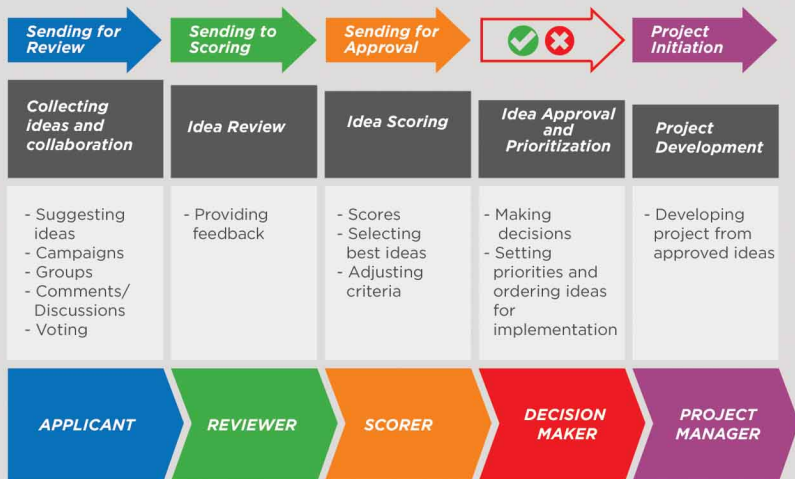 Sending for
Review
Sending to
Scoring
Sending for
Approval
Project
Initiation
Collecting
ideas and
collaboration
Idea Review
Idea Scoring
Idea Approval
and
Prioritization
Project
Development
- Suggesting
ideas
- Campaigns
- Groups
- Comments/
Discussions
- Voting
- Providing
feedback
- Scores
- Selecting
best ideas
- Adjusting
criteria
- Making
decisions
- Setting
priorities and
ordering ideas
for
implementation
- Developing
project from
approved ideas
APPLICANT
REVIEWER
SCORER
DECISION
MAKER
PROJECT
MANAGER